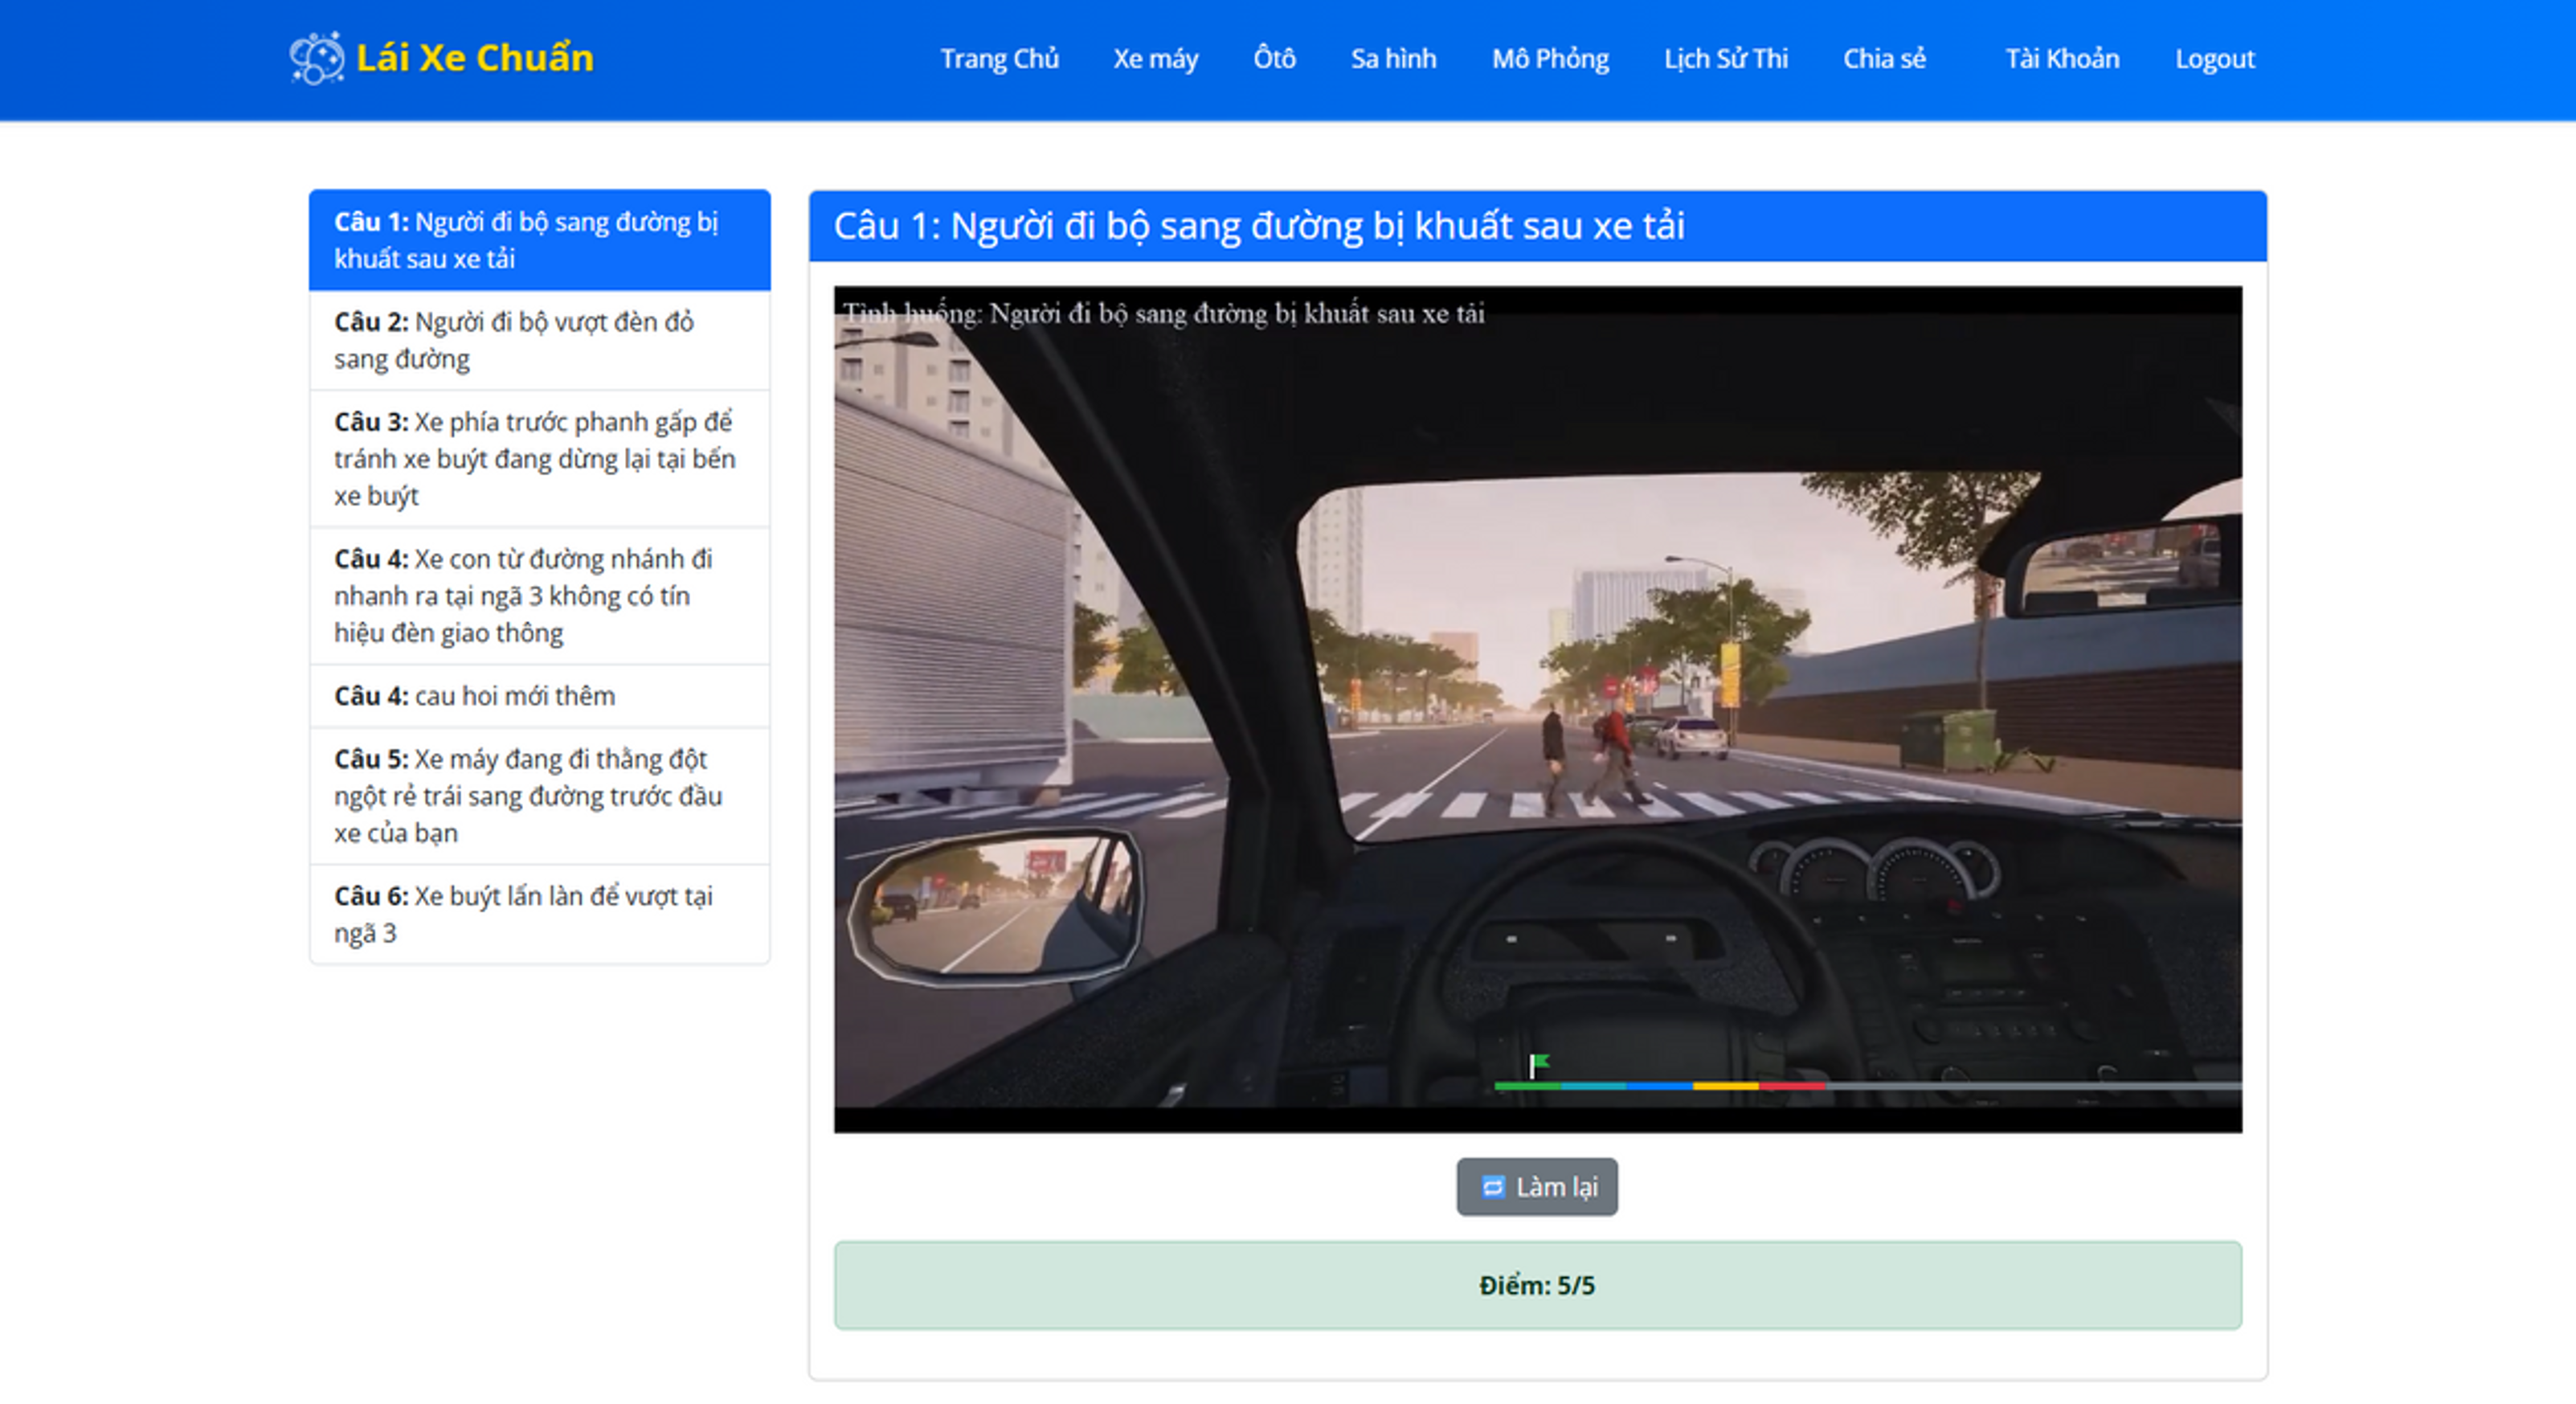 Lái Xe Chuẩn
Trang Chủ
Xe máy
Ôtô
Sa hình
Mô Phỏng
Lịch Sử Thi
Chia sẻ
Tài Khoản
Logout
Câu 1: Người đi bộ sang đường bị
khuất sau xe tải
Câu 2: Người đi bộ vượt đèn đỏ
sang đường
Câu 3: Xe phía trước phanh gấp để
tránh xe buýt đang dừng lại tại bến
xe buýt
Câu 4: Xe con từ đường nhánh đi
nhanh ra tại ngã 3 không có tín
hiệu đèn giao thông
Câu 4: cau hoi mới thêm
Câu 5: Xe máy đang đi thẳng đột
ngột rẻ trái sang đường trước đầu
xe của bạn
Câu 6: Xe buýt lấn làn để vượt tại
ngã 3
Câu 1: Người đi bộ sang đường bị khuất sau xe tải
Tình huống: Người đi bộ sang đường bị khuất sau xe tải
Làm lại
Điểm: 5/5